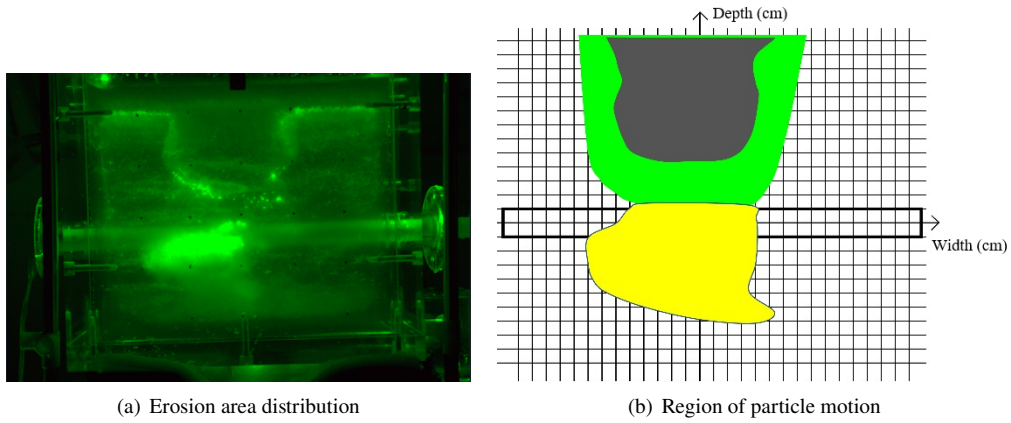 Depth (cm)
Width (cm)
(a) Erosion area distribution
(b) Region of particle motion